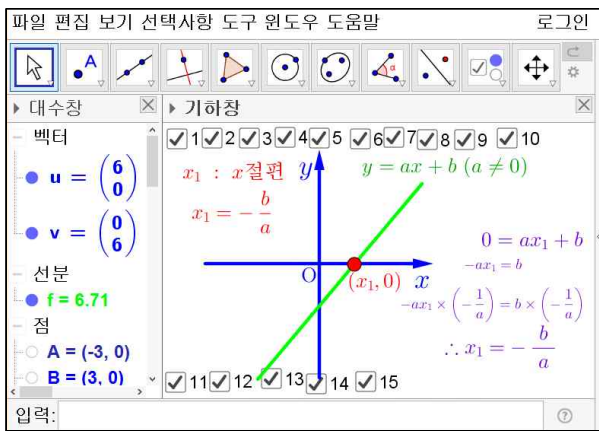 파일 편집 보기 선택사항 도구 윈도우 도움말 로그인
A
α
▶ 대수창
벡터
u = (6 0)
v = (0 6)
선분
f = 6.71
점
A = (-3, 0)
B = (3, 0)
▶ 기하창
1 2 3 4 5 6 7 8 9 10
x₁ : x절편
x₁ = -b/a
y
y = ax + b (a ≠ 0)
O
(x₁, 0)
x
0 = ax₁ + b
-ax₁ = b
-ax₁ × (-1/a) = b × (-1/a)
∴ x₁ = -b/a
11 12 13 14 15
입력: